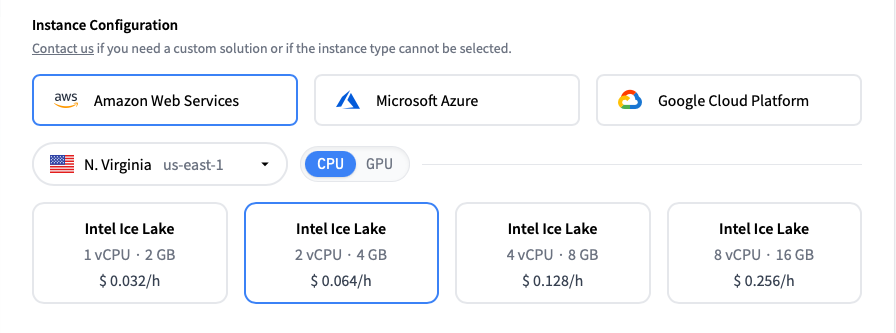 Instance Configuration
Contact us if you need a custom solution or if the instance type cannot be selected.
aws Amazon Web Services
Microsoft Azure
Google Cloud Platform
N. Virginia us-east-1
CPU GPU
Intel Ice Lake
1 vCPU · 2 GB
$ 0.032/h
Intel Ice Lake
2 vCPU · 4 GB
$ 0.064/h
Intel Ice Lake
4 vCPU · 8 GB
$ 0.128/h
Intel Ice Lake
8 vCPU · 16 GB
$ 0.256/h